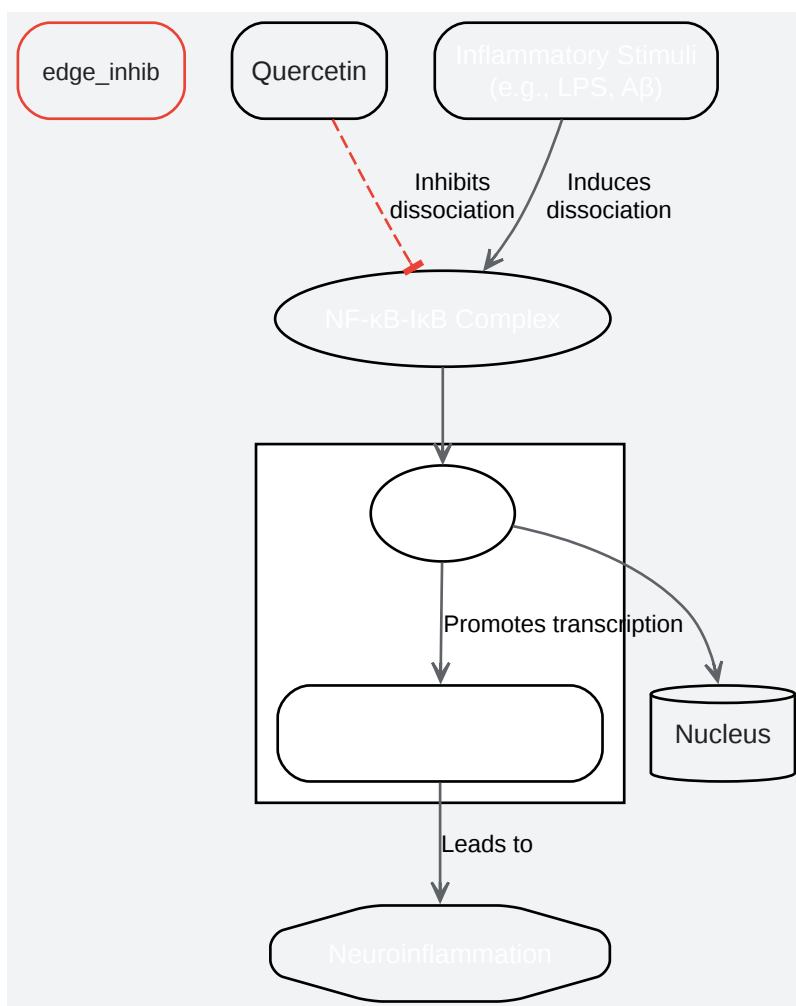 edge_inhib
Quercetin
Inflammatory Stimuli
(e.g., LPS, Aβ)
Inhibits
dissociation
Induces
dissociation
NF-κB-IκB Complex
Promotes transcription
Nucleus
Leads to
Neuroinflammation